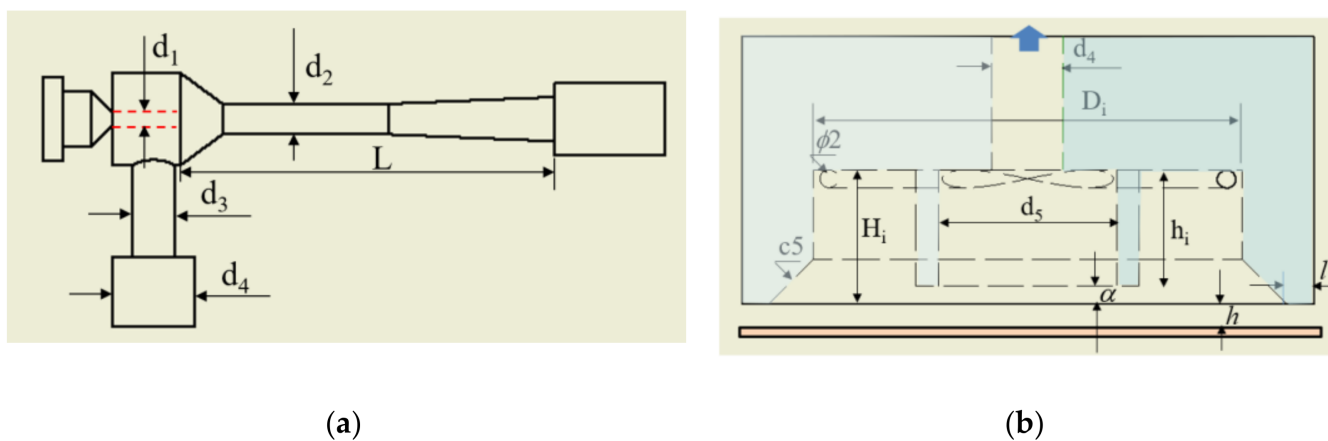 d₁
d₂
L
d₃
d₄
(a)
d₄
Dᵢ
ϕ2
d₅
Hᵢ
hᵢ
c5
α
l
h
(b)